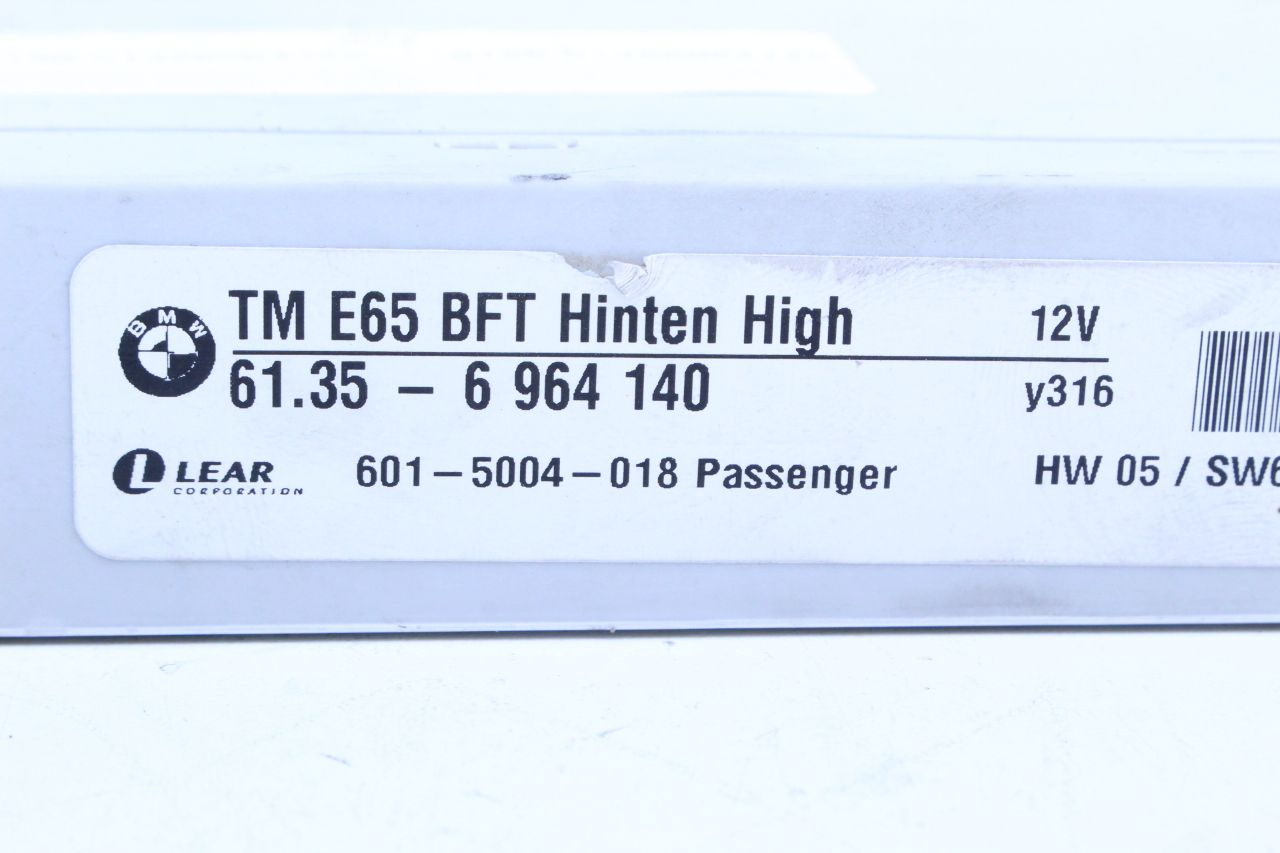 BMW
TM E65 BFT Hinten High 12V
61.35 – 6 964 140 y316
LEAR
CORPORATION
601–5004–018 Passenger HW 05 / SW6